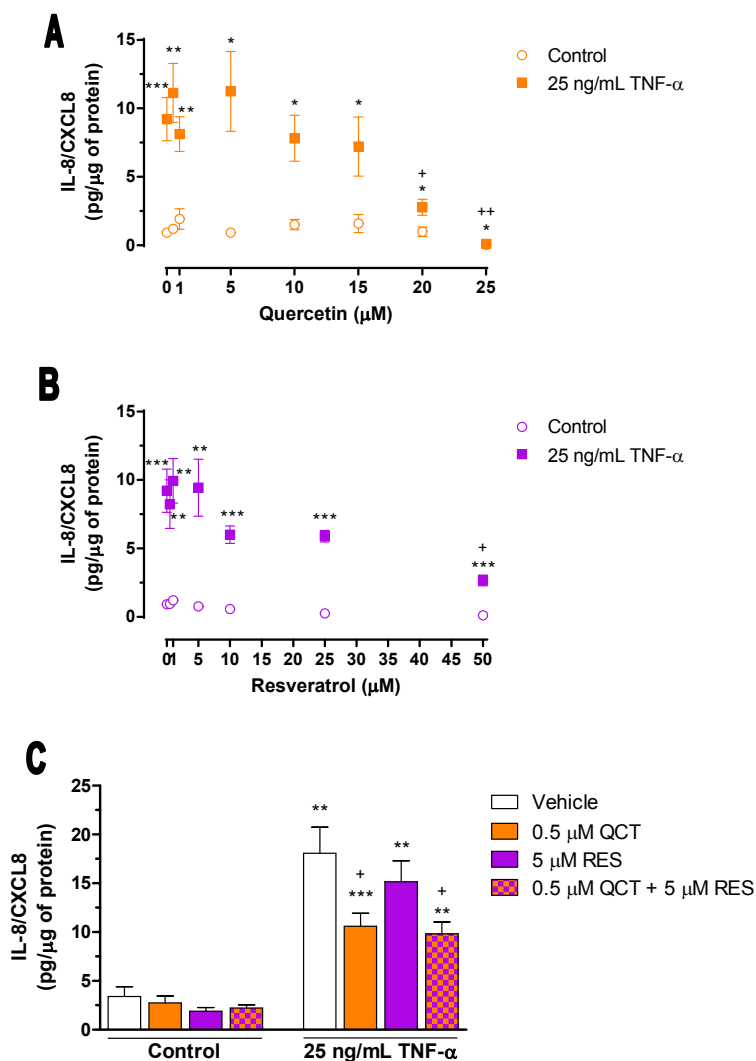 A
IL-8/CXCL8
(pg/μg of protein)
15
10
5
0
***
**
**
*
*
*
+
*
++
*
0 1 5 10 15 20 25
Quercetin (μM)
Control
25 ng/mL TNF-α
B
IL-8/CXCL8
(pg/μg of protein)
15
10
5
0
***
**
**
**
***
***
+
***
0 1 5 10 15 20 25 30 35 40 45 50
Resveratrol (μM)
Control
25 ng/mL TNF-α
C
IL-8/CXCL8
(pg/μg of protein)
25
20
15
10
5
0
**
+
***
**
+
**
Control
25 ng/mL TNF-α
Vehicle
0.5 μM QCT
5 μM RES
0.5 μM QCT + 5 μM RES